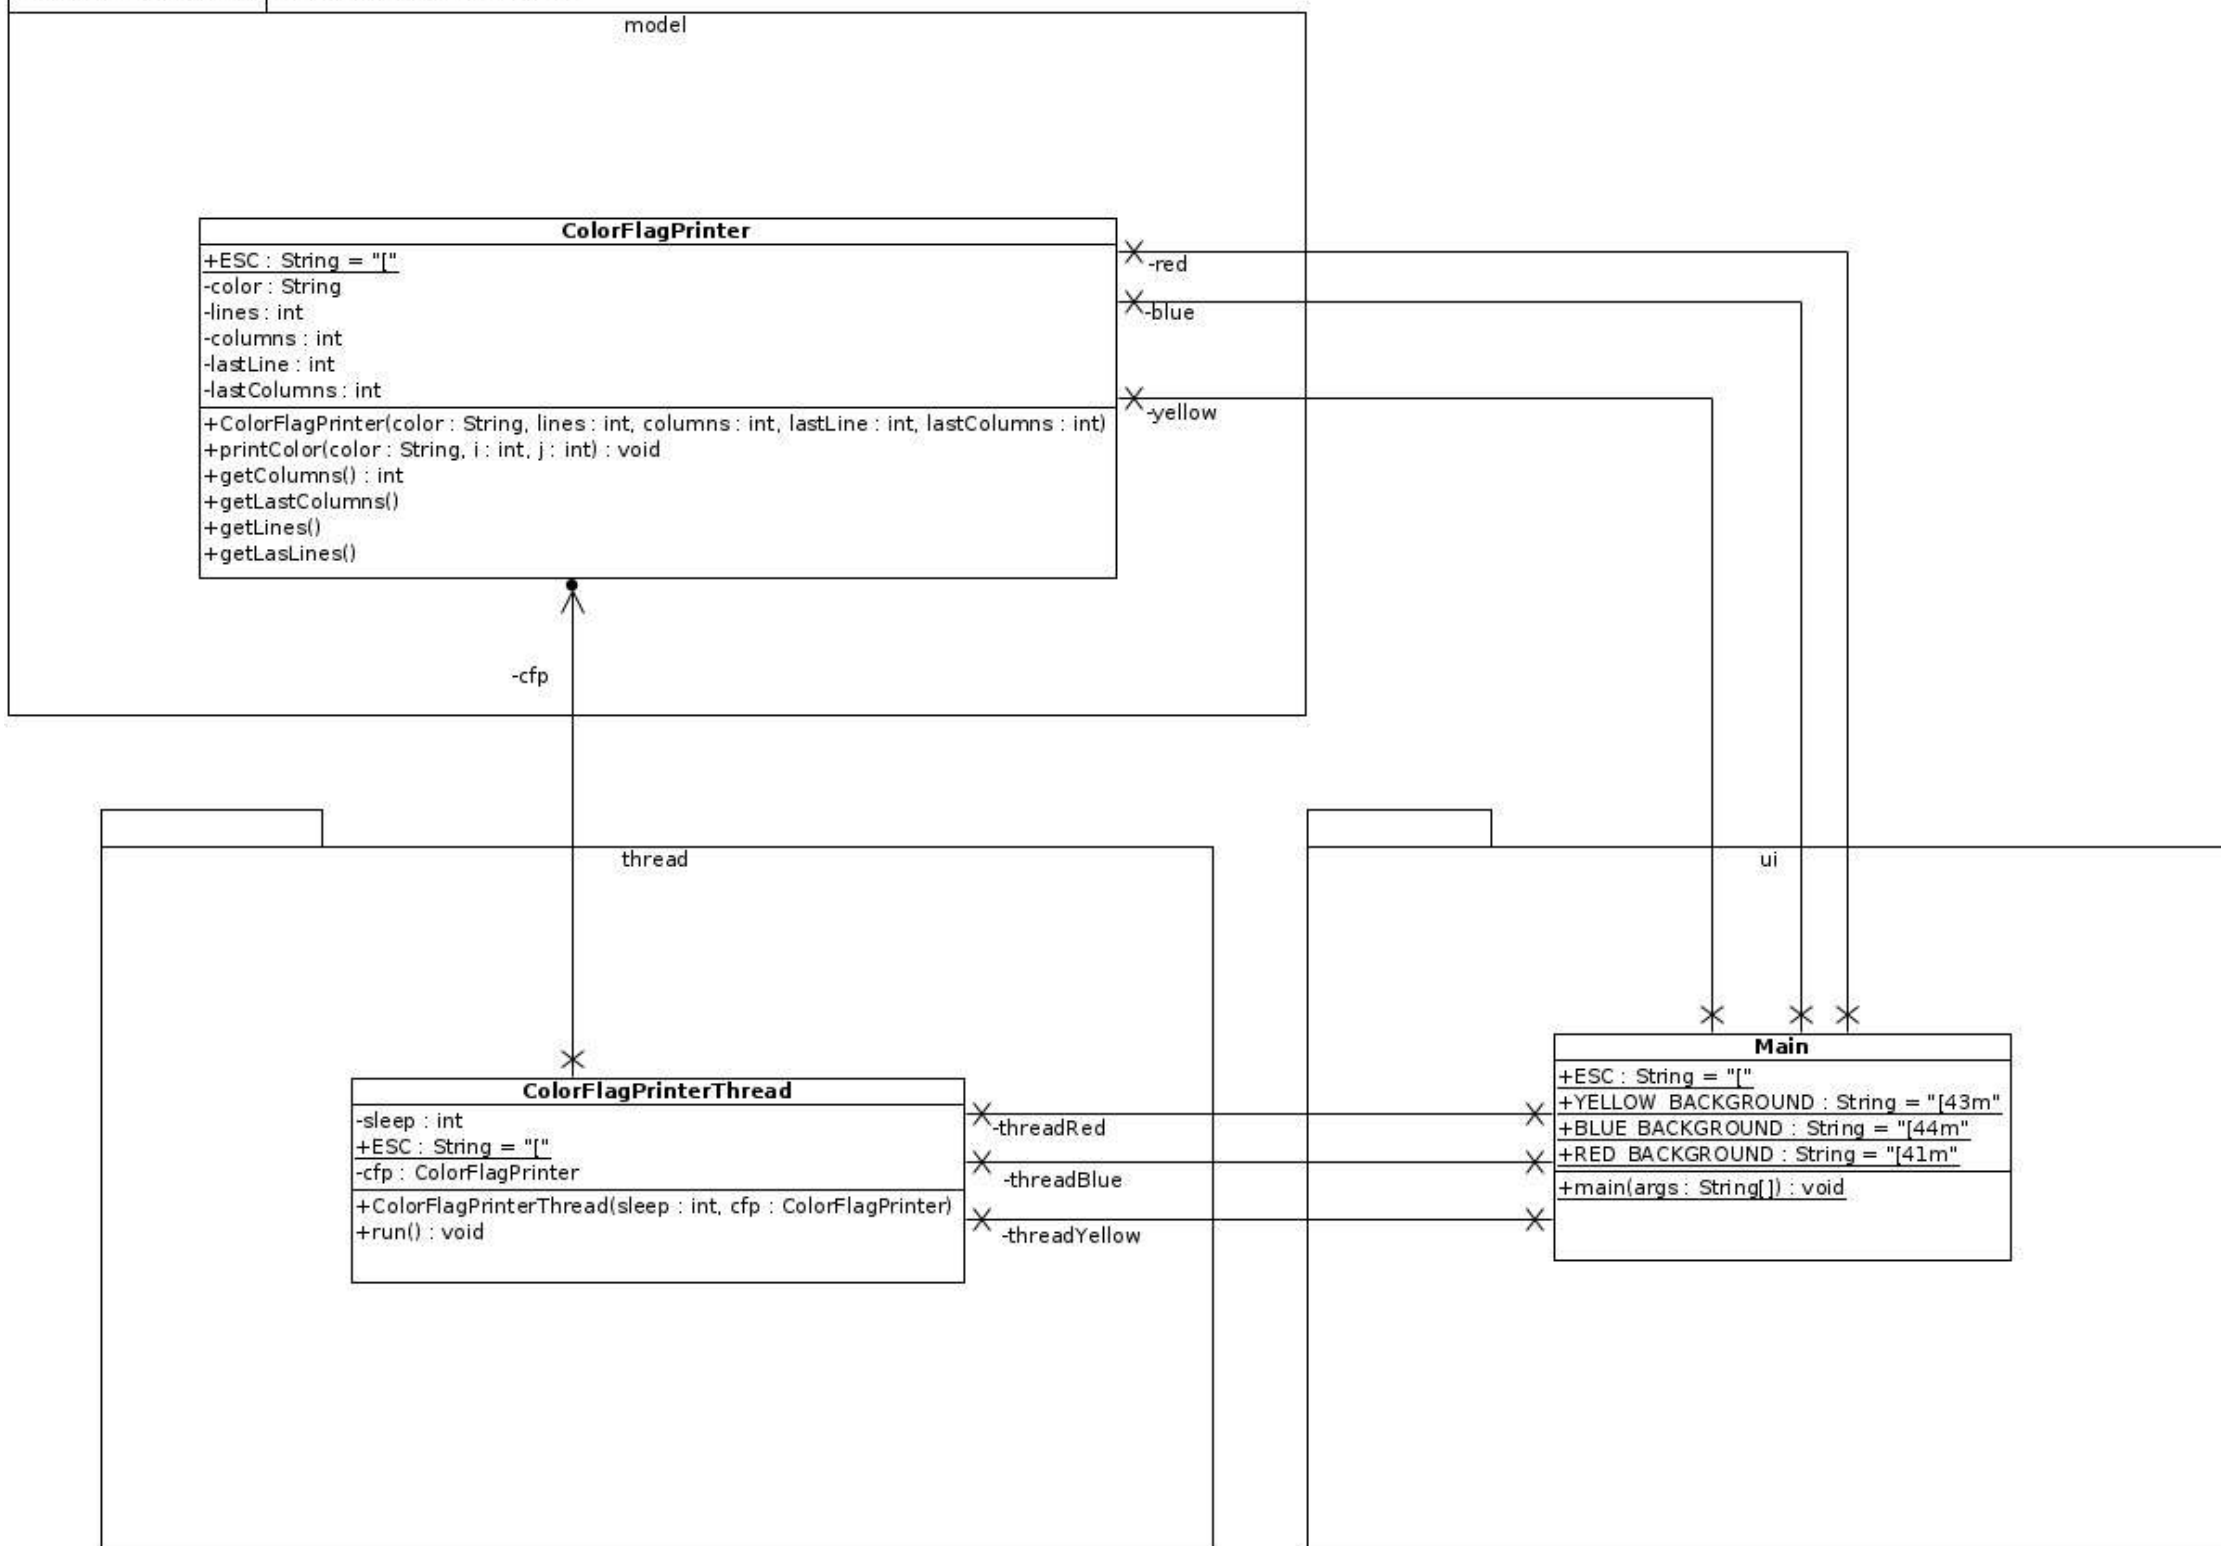 model
ColorFlagPrinter
+ESC : String = "["
-color : String
-lines : int
-columns : int
-lastLine : int
-lastColumns : int
+ColorFlagPrinter(color : String, lines : int, columns : int, lastLine : int, lastColumns : int)
+printColor(color : String, i : int, j : int) : void
+getColumns() : int
+getLastColumns()
+getLines()
+getLasLines()
-red
-blue
-yellow
-cfp
thread
ColorFlagPrinterThread
-sleep : int
+ESC : String = "["
-cfp : ColorFlagPrinter
+ColorFlagPrinterThread(sleep : int, cfp : ColorFlagPrinter)
+run() : void
-threadRed
-threadBlue
-threadYellow
ui
Main
+ESC : String = "["
+YELLOW_BACKGROUND : String = "[43m"
+BLUE_BACKGROUND : String = "[44m"
+RED_BACKGROUND : String = "[41m"
+main(args : String[]) : void